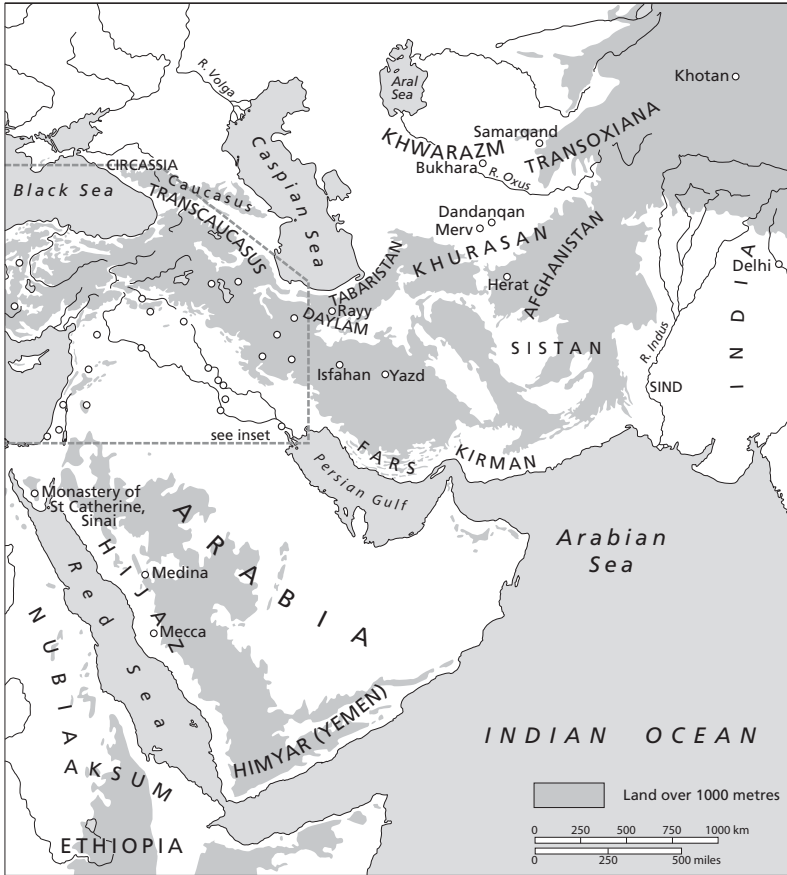 Khotan
R. Volga
Aral
Sea
Samarqand
TRANSOXIANA
KHWARAZM
Bukhara
R. Oxus
CIRCASSIA
Caucasus
Caspian Sea
Black Sea
TRANSCAUCASUS
Dandanqan
Merv
KHURASAN
TABARISTAN
AFGHANISTAN
Delhi
Herat
INDIA
Rayy
DAYLAM
R. Indus
SISTAN
Isfahan
Yazd
SIND
see inset
FARS
KIRMAN
Persian Gulf
Monastery of
St Catherine,
Sinai
ARABIA
Arabian
Sea
HIJAZ
Medina
Red Sea
Mecca
NUBIA
HIMYAR (YEMEN)
INDIAN OCEAN
AKSUM
Land over 1000 metres
ETHIOPIA
0 250 500 750 1000 km
0 250 500 miles